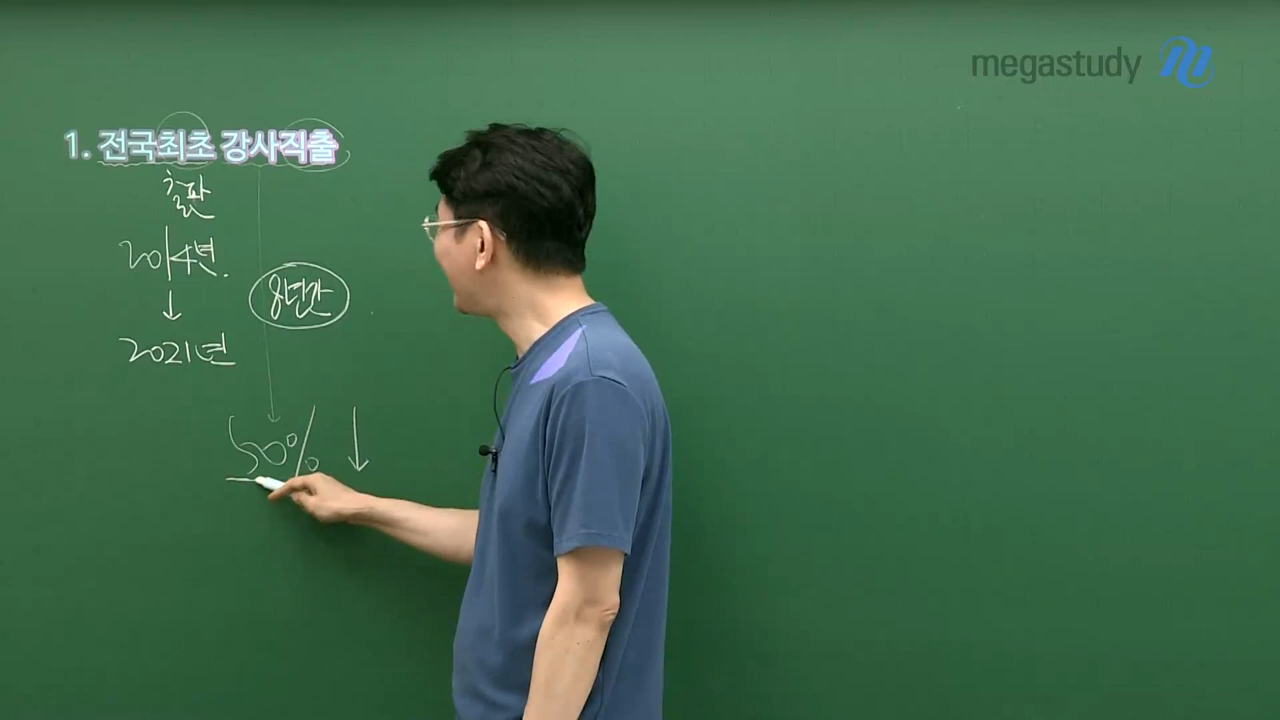 megastudy
1. 전국최초 강사직출
출판
2014년.
8년간
2021년
50% ↓